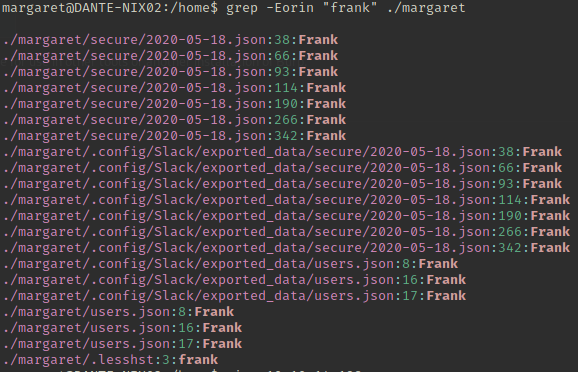 margaret@DANTE-NIX02:/home$ grep -Eorin "frank" ./margaret
./margaret/secure/2020-05-18.json:38:Frank
./margaret/secure/2020-05-18.json:66:Frank
./margaret/secure/2020-05-18.json:93:Frank
./margaret/secure/2020-05-18.json:114:Frank
./margaret/secure/2020-05-18.json:190:Frank
./margaret/secure/2020-05-18.json:266:Frank
./margaret/secure/2020-05-18.json:342:Frank
./margaret/.config/Slack/exported_data/secure/2020-05-18.json:38:Frank
./margaret/.config/Slack/exported_data/secure/2020-05-18.json:66:Frank
./margaret/.config/Slack/exported_data/secure/2020-05-18.json:93:Frank
./margaret/.config/Slack/exported_data/secure/2020-05-18.json:114:Frank
./margaret/.config/Slack/exported_data/secure/2020-05-18.json:190:Frank
./margaret/.config/Slack/exported_data/secure/2020-05-18.json:266:Frank
./margaret/.config/Slack/exported_data/secure/2020-05-18.json:342:Frank
./margaret/.config/Slack/exported_data/users.json:8:Frank
./margaret/.config/Slack/exported_data/users.json:16:Frank
./margaret/.config/Slack/exported_data/users.json:17:Frank
./margaret/users.json:8:Frank
./margaret/users.json:16:Frank
./margaret/users.json:17:Frank
./margaret/.lesshst:3:frank